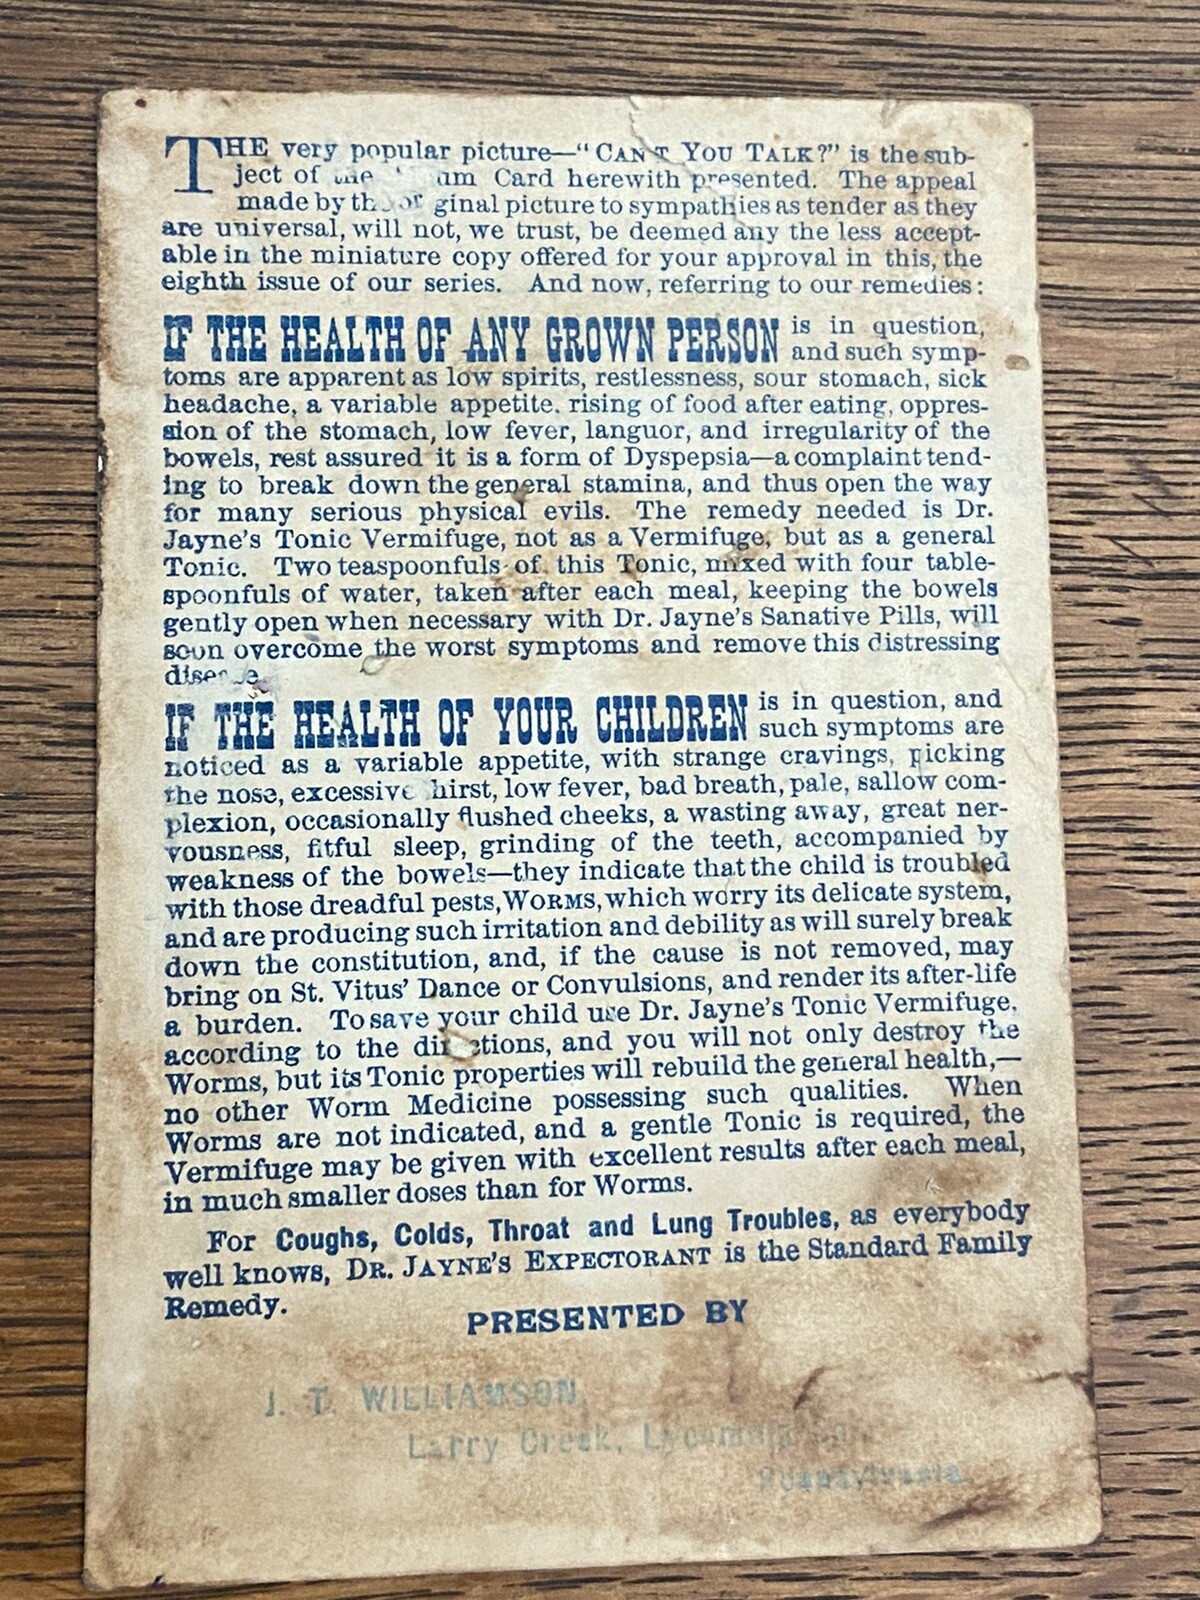 THE very popular picture—"CAN'T YOU TALK?" is the sub-
ject of the Card herewith presented. The appeal
made by the original picture to sympathies as tender as they
are universal, will not, we trust, be deemed any the less accept-
able in the miniature copy offered for your approval in this, the
eighth issue of our series. And now, referring to our remedies:
IF THE HEALTH OF ANY GROWN PERSON is in question,
and such symp-
toms are apparent as low spirits, restlessness, sour stomach, sick
headache, a variable appetite, rising of food after eating, oppres-
sion of the stomach, low fever, languor, and irregularity of the
bowels, rest assured it is a form of Dyspepsia—a complaint tend-
ing to break down the general stamina, and thus open the way
for many serious physical evils. The remedy needed is Dr.
Jayne's Tonic Vermifuge, not as a Vermifuge, but as a general
Tonic. Two teaspoonfuls of this Tonic, mixed with four table-
spoonfuls of water, taken after each meal, keeping the bowels
gently open when necessary with Dr. Jayne's Sanative Pills, will
soon overcome the worst symptoms and remove this distressing
disease.
IF THE HEALTH OF YOUR CHILDREN is in question, and
such symptoms are
noticed as a variable appetite, with strange cravings, picking
the nose, excessive thirst, low fever, bad breath, pale, sallow com-
plexion, occasionally flushed cheeks, a wasting away, great ner-
vousness, fitful sleep, grinding of the teeth, accompanied by
weakness of the bowels—they indicate that the child is troubled
with those dreadful pests, WORMS, which worry its delicate system,
and are producing such irritation and debility as will surely break
down the constitution, and, if the cause is not removed, may
bring on St. Vitus' Dance or Convulsions, and render its after-life
a burden. To save your child use Dr. Jayne's Tonic Vermifuge,
according to the directions, and you will not only destroy the
Worms, but its Tonic properties will rebuild the general health,—
no other Worm Medicine possessing such qualities. When
Worms are not indicated, and a gentle Tonic is required, the
Vermifuge may be given with excellent results after each meal,
in much smaller doses than for Worms.
For Coughs, Colds, Throat and Lung Troubles, as everybody
well knows, DR. JAYNE'S EXPECTORANT is the Standard Family
Remedy.
PRESENTED BY
J. T. WILLIAMSON,
Larry Creek, Lycoming Co.
Pennsylvania